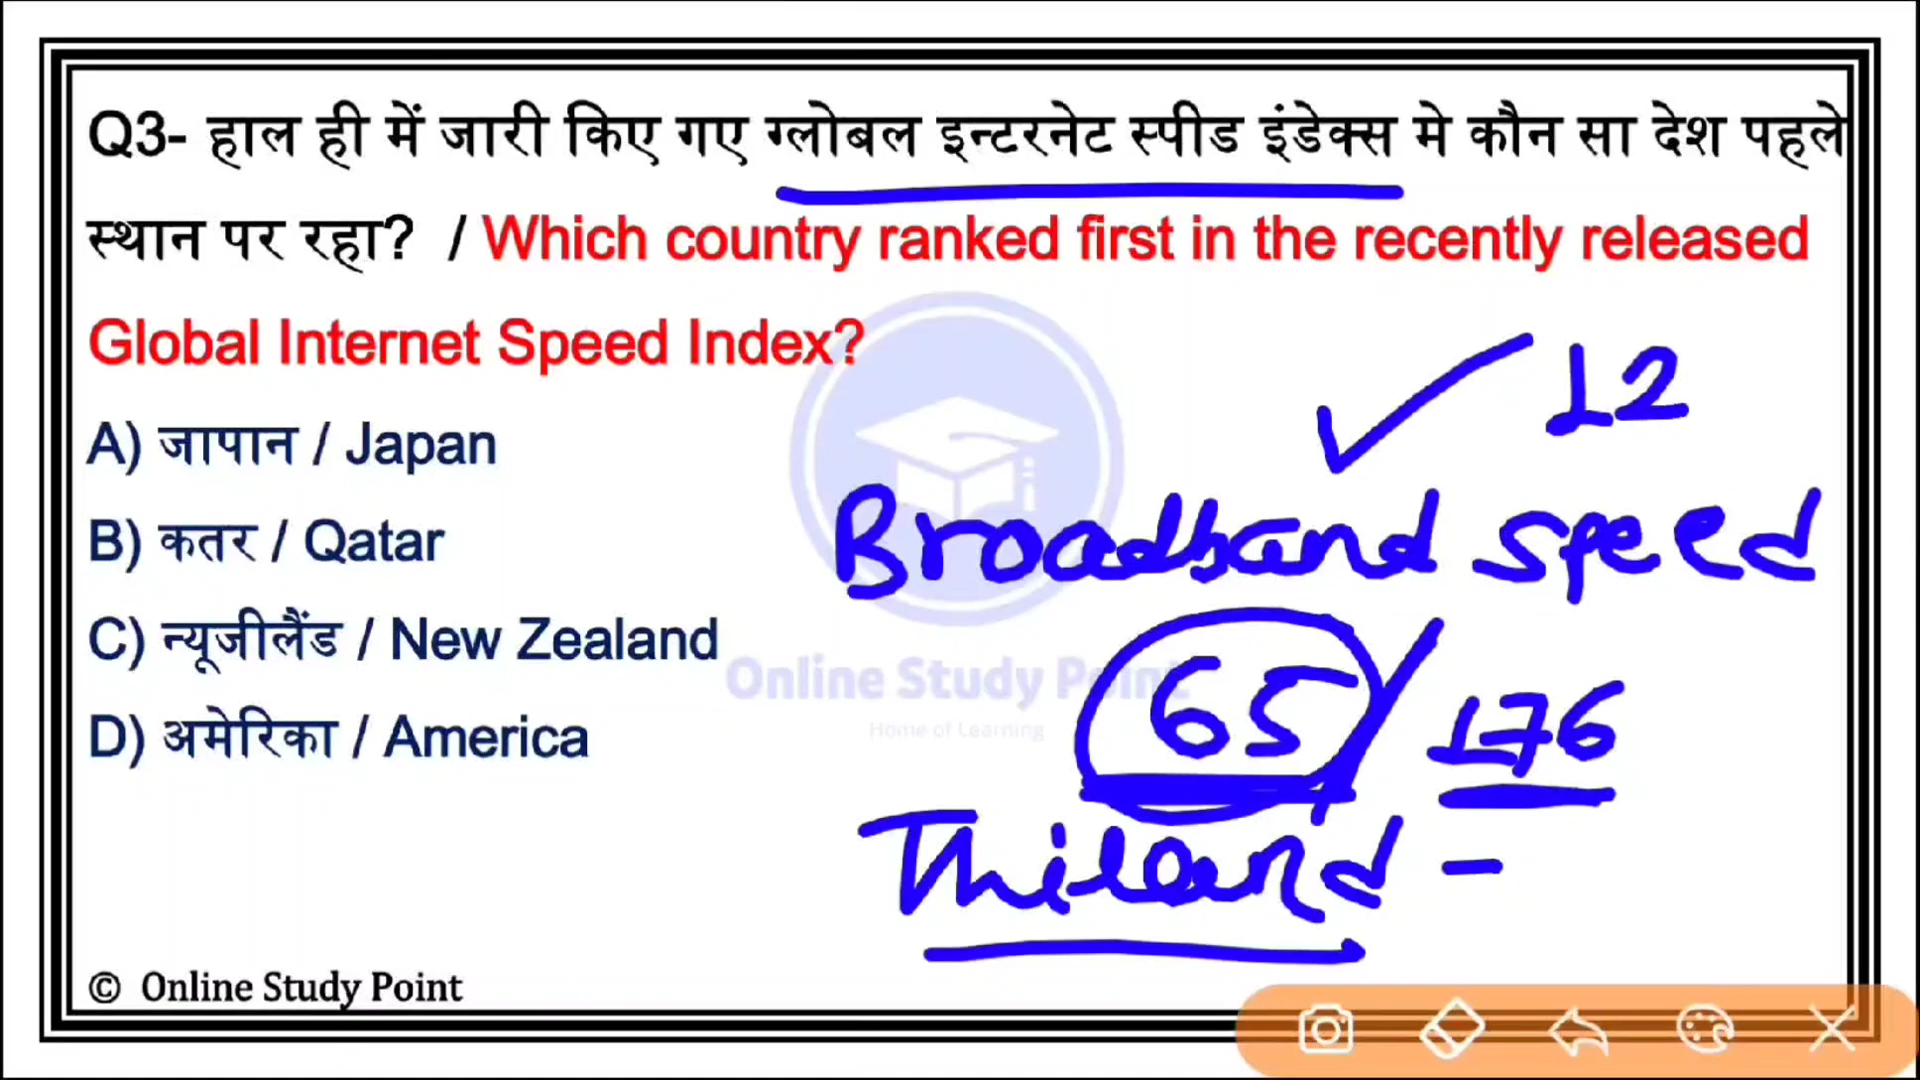 Q3- हाल ही में जारी किए गए ग्लोबल इन्टरनेट स्पीड इंडेक्स मे कौन सा देश पहले
स्थान पर रहा? / Which country ranked first in the recently released
Global Internet Speed Index?
12
A) जापान / Japan
B) कतर / Qatar
Broadband speed
C) न्यूजीलैंड / New Zealand
Online Study Point
65/176
Home of Learning
D) अमेरिका / America
Thiland -
© Online Study Point